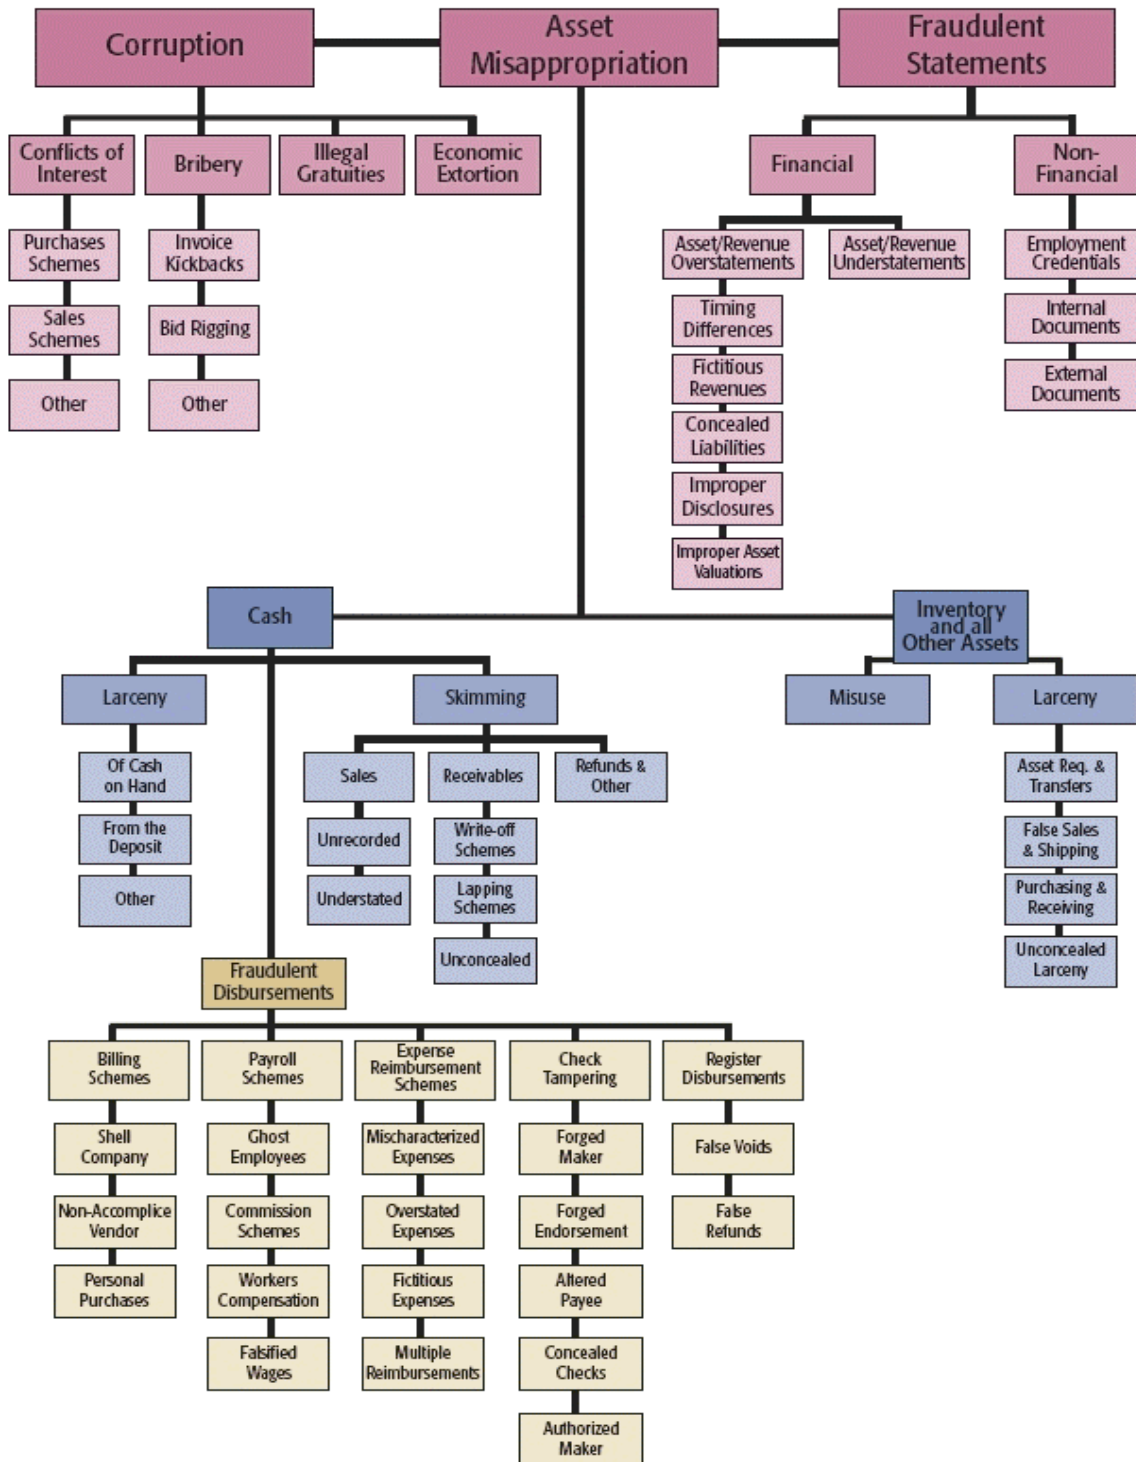 Corruption
Asset
Misappropriation
Fraudulent
Statements
Conflicts of
Interest
Bribery
Illegal
Gratuities
Economic
Extortion
Financial
Non-
Financial
Purchases
Schemes
Invoice
Kickbacks
Asset/Revenue
Overstatements
Asset/Revenue
Understatements
Employment
Credentials
Sales
Schemes
Bid Rigging
Timing
Differences
Internal
Documents
Other
Other
Fictitious
Revenues
External
Documents
Concealed
Liabilities
Improper
Disclosures
Improper Asset
Valuations
Cash
Inventory
and all
Other Assets
Larceny
Skimming
Misuse
Larceny
Of Cash
on Hand
Sales
Receivables
Refunds &
Other
Asset Req. &
Transfers
From the
Deposit
Unrecorded
Write-off
Schemes
False Sales
& Shipping
Other
Understated
Lapping
Schemes
Purchasing &
Receiving
Unconcealed
Unconcealed
Larceny
Fraudulent
Disbursements
Billing
Schemes
Payroll
Schemes
Expense
Reimbursement
Schemes
Check
Tampering
Register
Disbursements
Shell
Company
Ghost
Employees
Mischaracterized
Expenses
Forged
Maker
False Voids
Non-Accomplice
Vendor
Commission
Schemes
Overstated
Expenses
Forged
Endorsement
False
Refunds
Personal
Purchases
Workers
Compensation
Fictitious
Expenses
Altered
Payee
Falsified
Wages
Multiple
Reimbursements
Concealed
Checks
Authorized
Maker